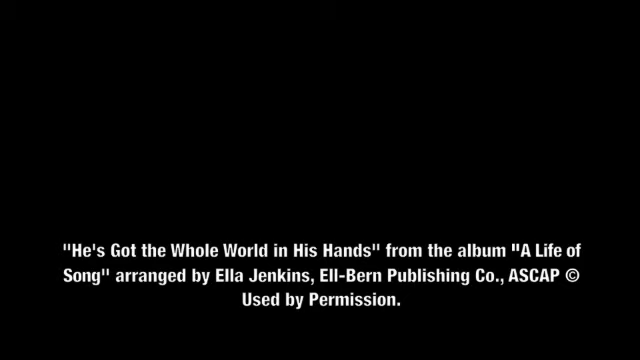 "He's Got the Whole World in His Hands" from the album "A Life of
Song" arranged by Ella Jenkins, Ell-Bern Publishing Co., ASCAP ©
Used by Permission.